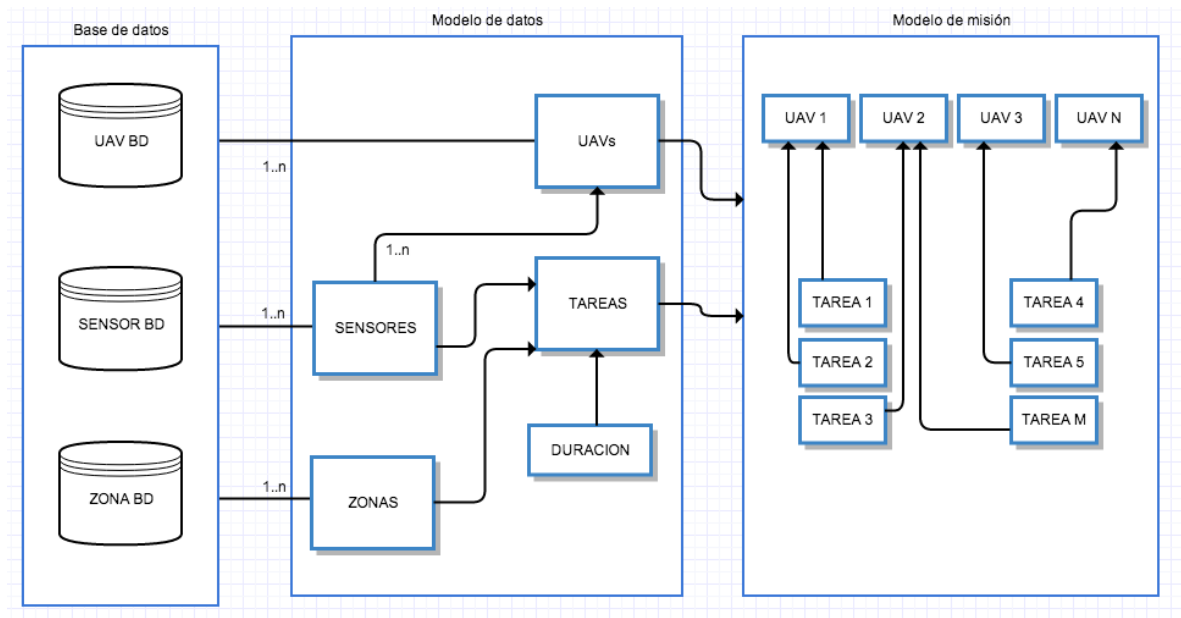 Base de datos
Modelo de datos
Modelo de misión
UAV BD
1..n
UAVs
1..n
SENSOR BD
1..n
SENSORES
TAREAS
DURACION
ZONA BD
1..n
ZONAS
UAV 1
UAV 2
UAV 3
UAV N
TAREA 1
TAREA 4
TAREA 2
TAREA 5
TAREA 3
TAREA M